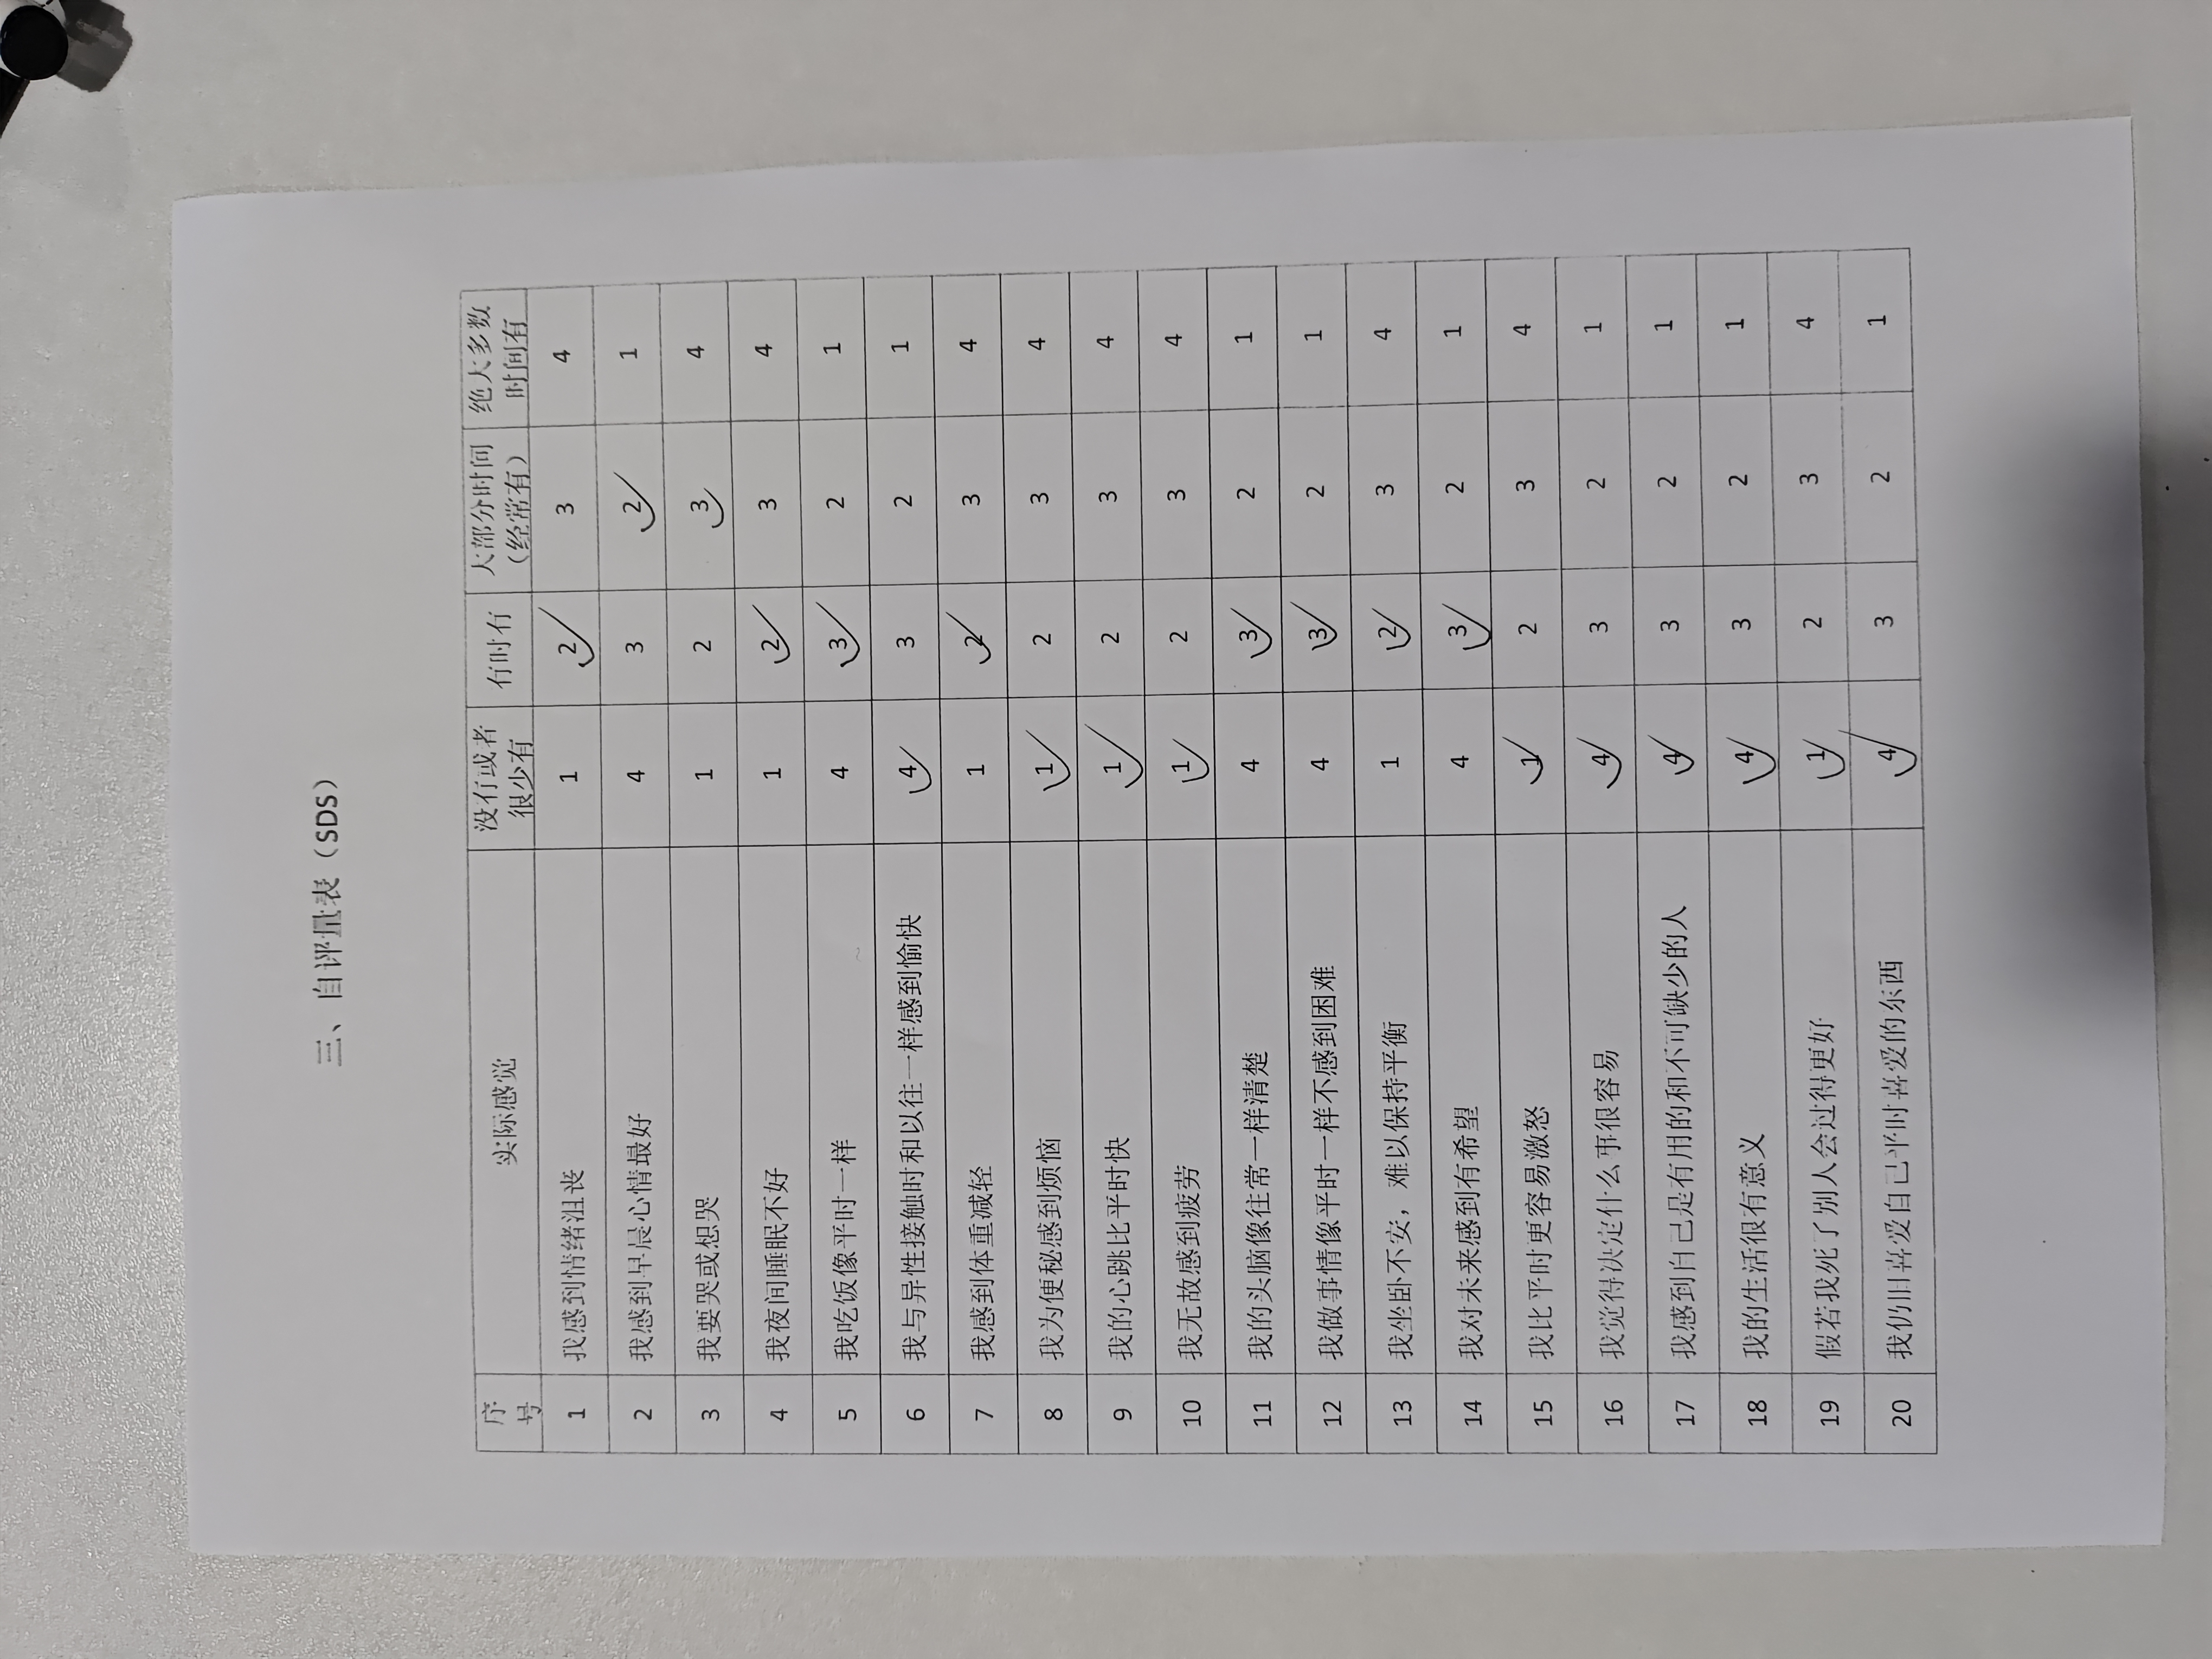 三、自评量表（SDS）
序号 实际感觉 没有或者很少有 有时有 大部分时间（经常有） 绝大多数时间有
1 我感到情绪沮丧 1 2✓ 3 4
2 我感到早晨心情最好 4 3 2✓ 1
3 我要哭或想哭 1 2 3✓ 4
4 我夜间睡眠不好 1 2✓ 3 4
5 我吃饭像平时一样 4 3✓ 2 1
6 我与异性接触时和以往一样感到愉快 4✓ 3 2 1
7 我感到体重减轻 1 2✓ 3 4
8 我为便秘感到烦恼 1✓ 2 3 4
9 我的心跳比平时快 1✓ 2 3 4
10 我无故感到疲劳 1✓ 2 3 4
11 我的头脑像往常一样清楚 4 3✓ 2 1
12 我做事情像平时一样不感到困难 4 3✓ 2 1
13 我坐卧不安，难以保持平衡 1 2✓ 3 4
14 我对未来感到有希望 4 3✓ 2 1
15 我比平时更容易激怒 1✓ 2 3 4
16 我觉得决定什么事很容易 4✓ 3 2 1
17 我感到自己是有用的和不可缺少的人 4✓ 3 2 1
18 我的生活很有意义 4✓ 3 2 1
19 假若我死了别人会过得更好 1✓ 2 3 4
20 我仍旧喜爱自己平时喜爱的东西 4✓ 3 2 1